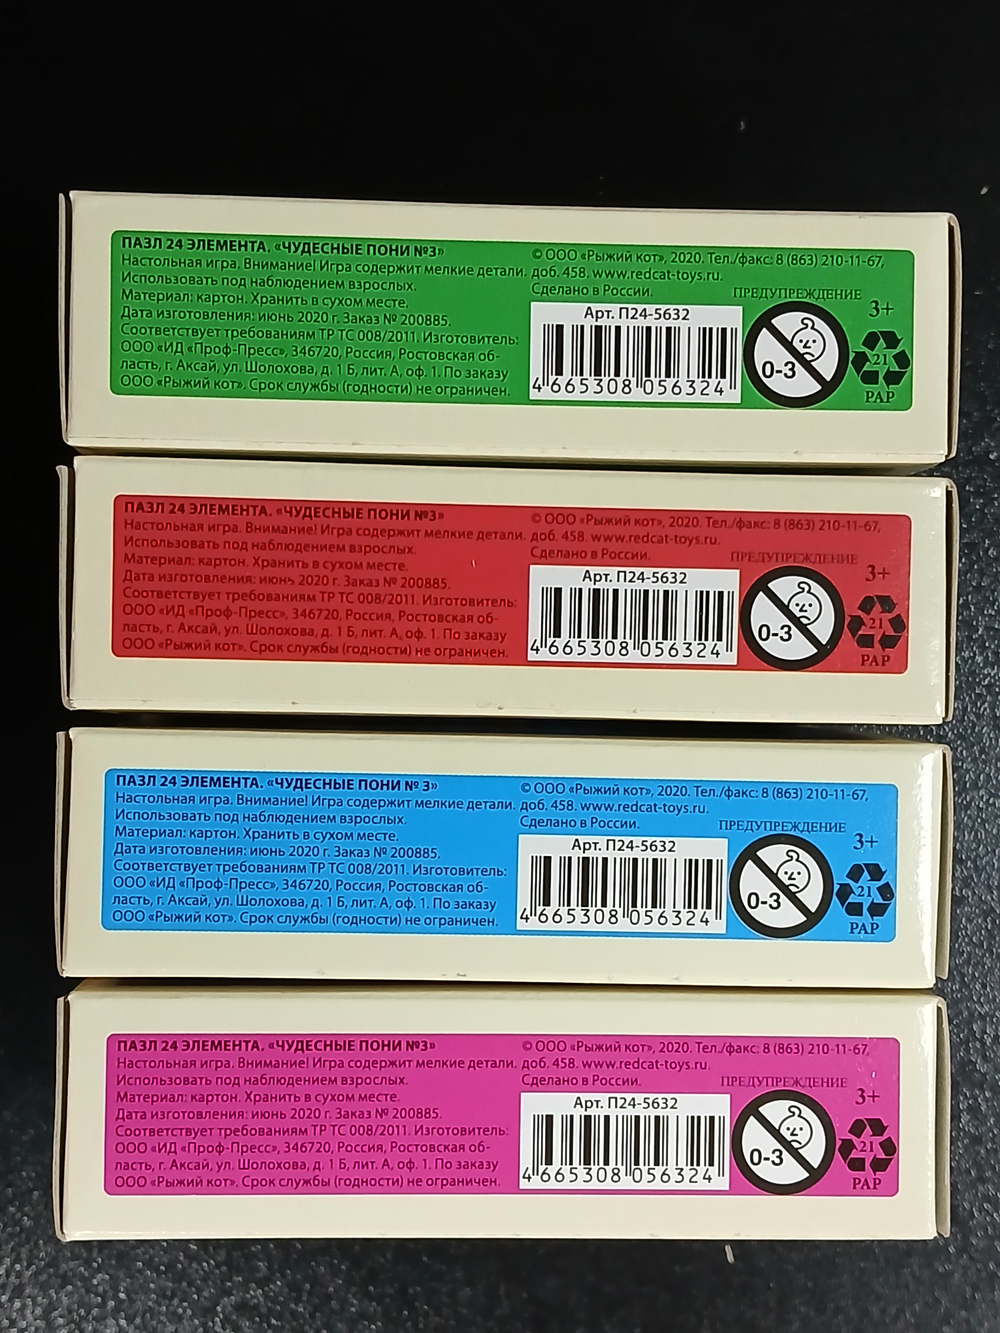 ПАЗЛ 24 ЭЛЕМЕНТА. «ЧУДЕСНЫЕ ПОНИ №3»
Настольная игра. Внимание! Игра содержит мелкие детали.
Использовать под наблюдением взрослых.
Материал: картон. Хранить в сухом месте.
Дата изготовления: июнь 2020 г. Заказ № 200885.
Соответствует требованиям ТР ТС 008/2011. Изготовитель:
ООО «ИД «Проф-Пресс», 346720, Россия, Ростовская об-
ласть, г. Аксай, ул. Шолохова, д. 1 Б, лит. А, оф. 1. По заказу
ООО «Рыжий кот». Срок службы (годности) не ограничен.
© ООО «Рыжий кот», 2020. Тел./факс: 8 (863) 210-11-67,
доб. 458. www.redcat-toys.ru.
Сделано в России.
ПРЕДУПРЕЖДЕНИЕ
Арт. П24-5632
4 665308 056324
0-3
3+
21
PAP
ПАЗЛ 24 ЭЛЕМЕНТА. «ЧУДЕСНЫЕ ПОНИ №3»
Настольная игра. Внимание! Игра содержит мелкие детали.
Использовать под наблюдением взрослых.
Материал: картон. Хранить в сухом месте.
Дата изготовления: июнь 2020 г. Заказ № 200885.
Соответствует требованиям ТР ТС 008/2011. Изготовитель:
ООО «ИД «Проф-Пресс», 346720, Россия, Ростовская об-
ласть, г. Аксай, ул. Шолохова, д. 1 Б, лит. А, оф. 1. По заказу
ООО «Рыжий кот». Срок службы (годности) не ограничен.
© ООО «Рыжий кот», 2020. Тел./факс: 8 (863) 210-11-67,
доб. 458. www.redcat-toys.ru.
Сделано в России.
ПРЕДУПРЕЖДЕНИЕ
Арт. П24-5632
4 665308 056324
0-3
3+
21
PAP
ПАЗЛ 24 ЭЛЕМЕНТА. «ЧУДЕСНЫЕ ПОНИ № 3»
Настольная игра. Внимание! Игра содержит мелкие детали.
Использовать под наблюдением взрослых.
Материал: картон. Хранить в сухом месте.
Дата изготовления: июнь 2020 г. Заказ № 200885.
Соответствует требованиям ТР ТС 008/2011. Изготовитель:
ООО «ИД «Проф-Пресс», 346720, Россия, Ростовская об-
ласть, г. Аксай, ул. Шолохова, д. 1 Б, лит. А, оф. 1. По заказу
ООО «Рыжий кот». Срок службы (годности) не ограничен.
© ООО «Рыжий кот», 2020. Тел./факс: 8 (863) 210-11-67,
доб. 458. www.redcat-toys.ru.
Сделано в России.
ПРЕДУПРЕЖДЕНИЕ
Арт. П24-5632
4 665308 056324
0-3
3+
21
PAP
ПАЗЛ 24 ЭЛЕМЕНТА. «ЧУДЕСНЫЕ ПОНИ №3»
Настольная игра. Внимание! Игра содержит мелкие детали.
Использовать под наблюдением взрослых.
Материал: картон. Хранить в сухом месте.
Дата изготовления: июнь 2020 г. Заказ № 200885.
Соответствует требованиям ТР ТС 008/2011. Изготовитель:
ООО «ИД «Проф-Пресс», 346720, Россия, Ростовская об-
ласть, г. Аксай, ул. Шолохова, д. 1 Б, лит. А, оф. 1. По заказу
ООО «Рыжий кот». Срок службы (годности) не ограничен.
© ООО «Рыжий кот», 2020. Тел./факс: 8 (863) 210-11-67,
доб. 458. www.redcat-toys.ru.
Сделано в России.
ПРЕДУПРЕЖДЕНИЕ
Арт. П24-5632
4 665308 056324
0-3
3+
21
PAP